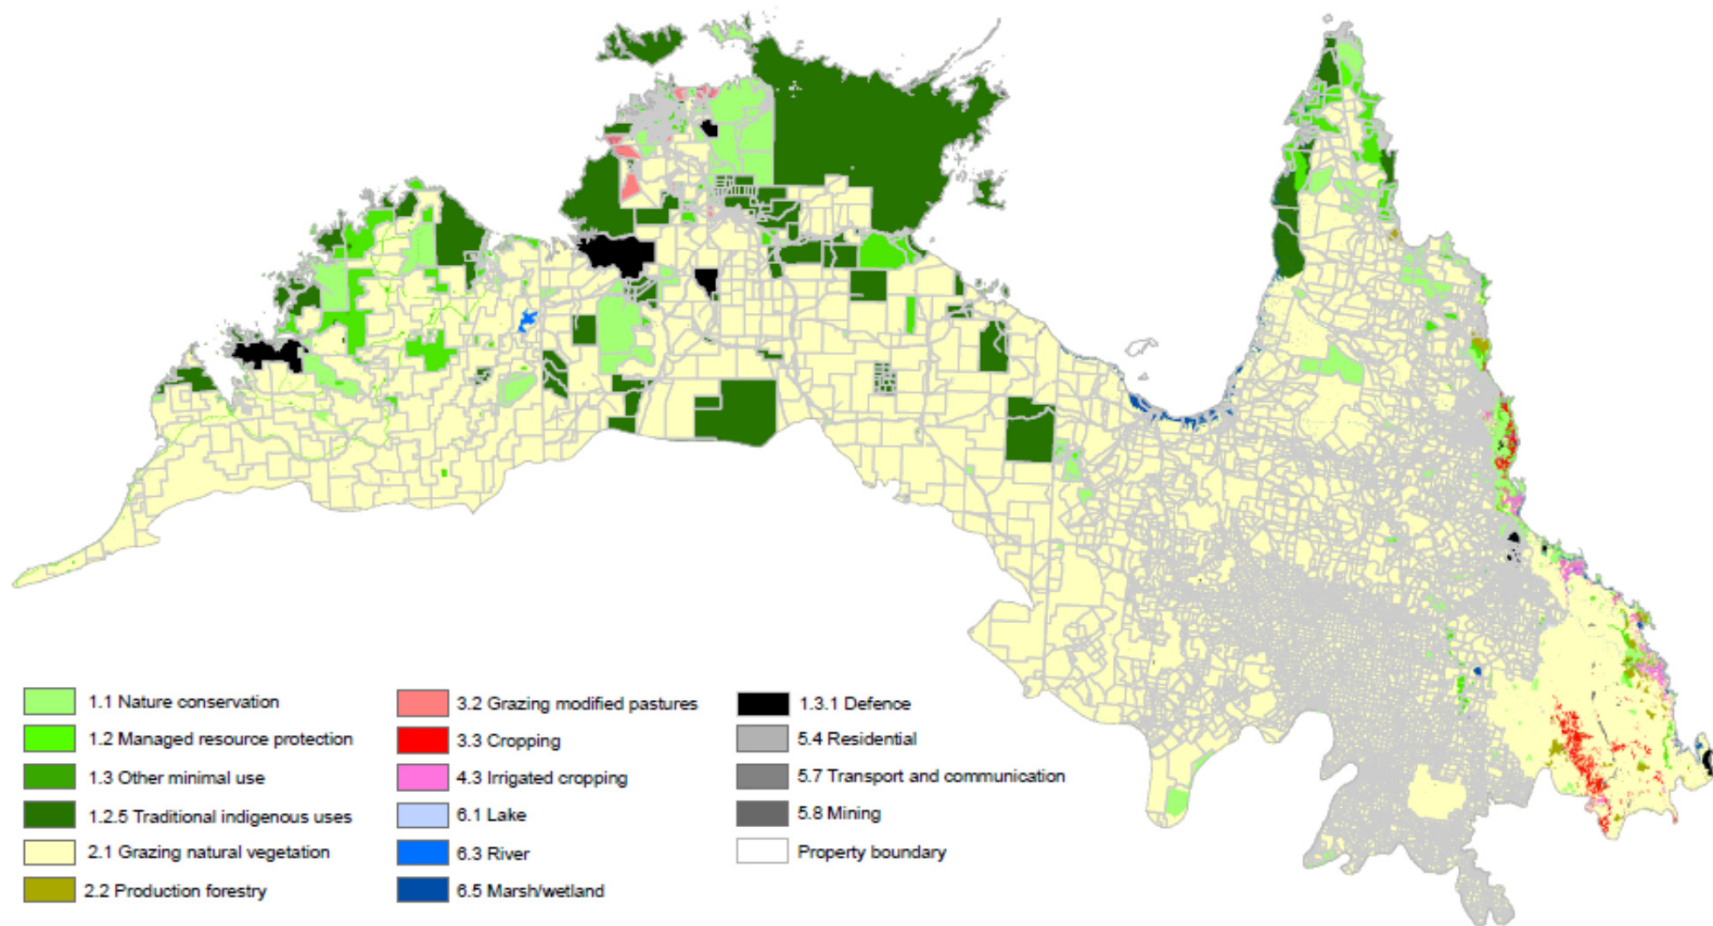 1.1 Nature conservation
1.2 Managed resource protection
1.3 Other minimal use
1.2.5 Traditional indigenous uses
2.1 Grazing natural vegetation
2.2 Production forestry
3.2 Grazing modified pastures
3.3 Cropping
4.3 Irrigated cropping
6.1 Lake
6.3 River
6.5 Marsh/wetland
1.3.1 Defence
5.4 Residential
5.7 Transport and communication
5.8 Mining
Property boundary